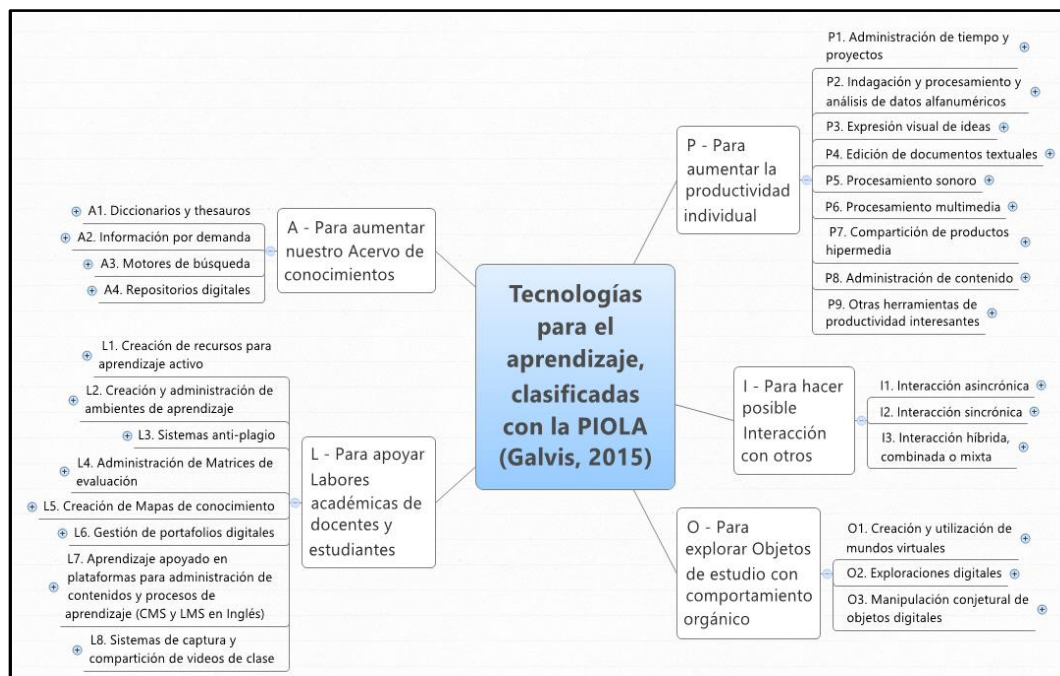 Tecnologías
para el
aprendizaje,
clasificadas
con la PIOLA
(Galvis, 2015)
P - Para
aumentar la
productividad
individual
P1. Administración de tiempo y
proyectos
P2. Indagación y procesamiento y
análisis de datos alfanuméricos
P3. Expresión visual de ideas
P4. Edición de documentos textuales
P5. Procesamiento sonoro
P6. Procesamiento multimedia
P7. Compartición de productos
hipermedia
P8. Administración de contenido
P9. Otras herramientas de
productividad interesantes
I - Para hacer
posible
Interacción
con otros
I1. Interacción asincrónica
I2. Interacción sincrónica
I3. Interacción híbrida,
combinada o mixta
O - Para
explorar Objetos
de estudio con
comportamiento
orgánico
O1. Creación y utilización de
mundos virtuales
O2. Exploraciones digitales
O3. Manipulación conjetural de
objetos digitales
L - Para apoyar
Labores
académicas de
docentes y
estudiantes
L1. Creación de recursos para
aprendizaje activo
L2. Creación y administración de
ambientes de aprendizaje
L3. Sistemas anti-plagio
L4. Administración de Matrices de
evaluación
L5. Creación de Mapas de conocimiento
L6. Gestión de portafolios digitales
L7. Aprendizaje apoyado en
plataformas para administración de
contenidos y procesos de
aprendizaje (CMS y LMS en Inglés)
L8. Sistemas de captura y
compartición de videos de clase
A - Para aumentar
nuestro Acervo de
conocimientos
A1. Diccionarios y thesauros
A2. Información por demanda
A3. Motores de búsqueda
A4. Repositorios digitales